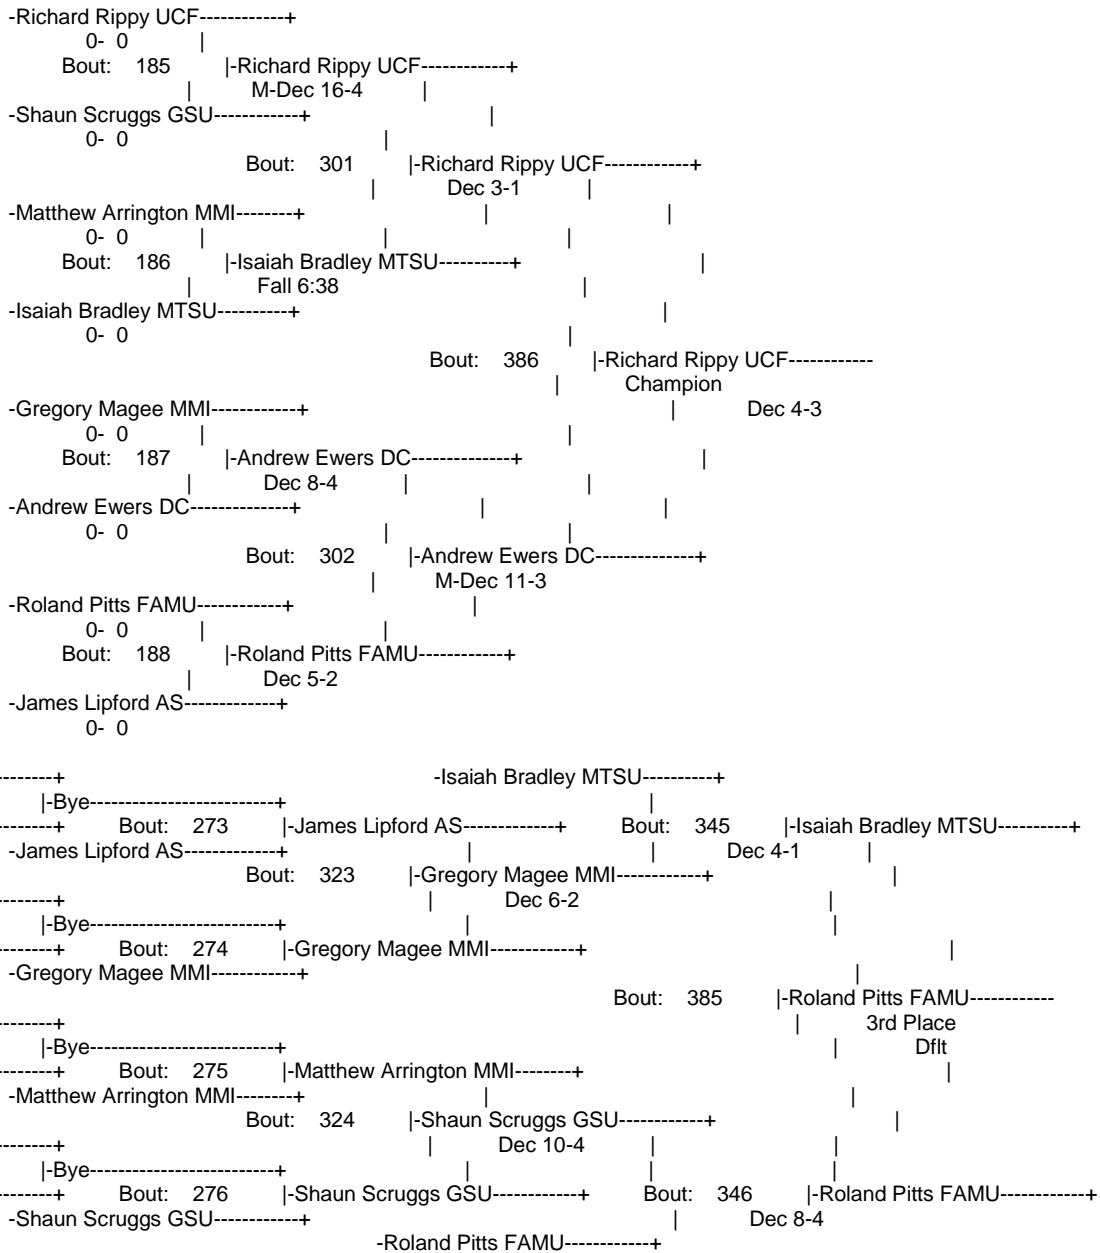 -Richard Rippy UCF------------+
0- 0 |
Bout: 185 |-Richard Rippy UCF------------+
| M-Dec 16-4 |
-Shaun Scruggs GSU------------+ |
0- 0 |
Bout: 301 |-Richard Rippy UCF------------+
| Dec 3-1 |
-Matthew Arrington MMI--------+ | |
0- 0 | | |
Bout: 186 |-Isaiah Bradley MTSU----------+ |
| Fall 6:38 |
-Isaiah Bradley MTSU----------+ |
0- 0 |
Bout: 386 |-Richard Rippy UCF------------
| Champion
-Gregory Magee MMI------------+ | Dec 4-3
0- 0 | |
Bout: 187 |-Andrew Ewers DC--------------+ |
| Dec 8-4 | |
-Andrew Ewers DC--------------+ | |
0- 0 | |
Bout: 302 |-Andrew Ewers DC--------------+
| M-Dec 11-3
-Roland Pitts FAMU------------+ |
0- 0 | |
Bout: 188 |-Roland Pitts FAMU------------+
| Dec 5-2
-James Lipford AS-------------+
0- 0
--------+ -Isaiah Bradley MTSU----------+
|-Bye--------------------------+ |
--------+ Bout: 273 |-James Lipford AS-------------+ Bout: 345 |-Isaiah Bradley MTSU----------+
-James Lipford AS-------------+ | | Dec 4-1 |
Bout: 323 |-Gregory Magee MMI------------+ |
--------+ | Dec 6-2 |
|-Bye--------------------------+ | |
--------+ Bout: 274 |-Gregory Magee MMI------------+ |
-Gregory Magee MMI------------+ |
Bout: 385 |-Roland Pitts FAMU------------
--------+ | 3rd Place
|-Bye--------------------------+ | Dflt
--------+ Bout: 275 |-Matthew Arrington MMI--------+ |
-Matthew Arrington MMI--------+ | |
Bout: 324 |-Shaun Scruggs GSU------------+ |
--------+ | Dec 10-4 | |
|-Bye--------------------------+ | | |
--------+ Bout: 276 |-Shaun Scruggs GSU------------+ Bout: 346 |-Roland Pitts FAMU------------+
-Shaun Scruggs GSU------------+ | Dec 8-4
-Roland Pitts FAMU------------+